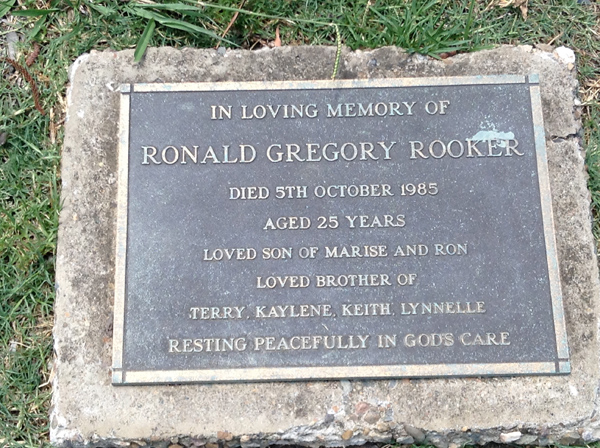 IN LOVING MEMORY OF
RONALD GREGORY ROOKER
DIED 5TH OCTOBER 1985
AGED 25 YEARS
LOVED SON OF MARISE AND RON
LOVED BROTHER OF
TERRY, KAYLENE, KEITH, LYNNELLE
RESTING PEACEFULLY IN GOD'S CARE